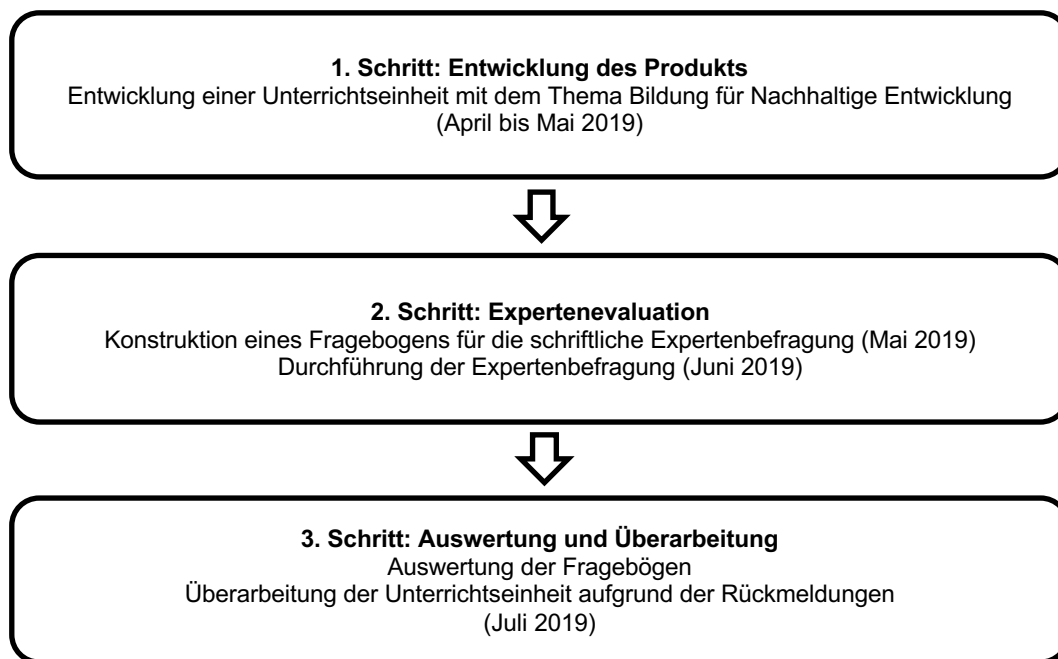 1. Schritt: Entwicklung des Produkts
Entwicklung einer Unterrichtseinheit mit dem Thema Bildung für Nachhaltige Entwicklung
(April bis Mai 2019)
2. Schritt: Expertenevaluation
Konstruktion eines Fragebogens für die schriftliche Expertenbefragung (Mai 2019)
Durchführung der Expertenbefragung (Juni 2019)
3. Schritt: Auswertung und Überarbeitung
Auswertung der Fragebögen
Überarbeitung der Unterrichtseinheit aufgrund der Rückmeldungen
(Juli 2019)